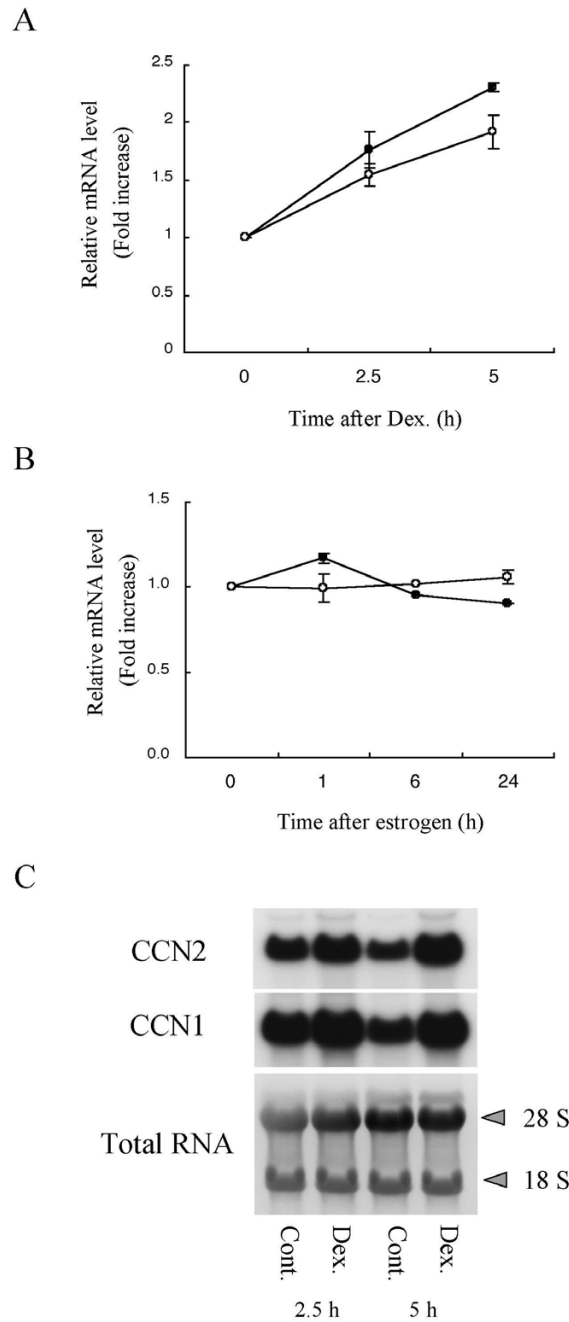 A
Relative mRNA level
(Fold increase)
2.5
2
1.5
1
0.5
0
0 2.5 5
Time after Dex. (h)
B
Relative mRNA level
(Fold increase)
1.5
1.0
0.5
0.0
0 1 6 24
Time after estrogen (h)
C
CCN2
CCN1
Total RNA
28 S
18 S
Cont. Dex. Cont. Dex.
2.5 h 5 h